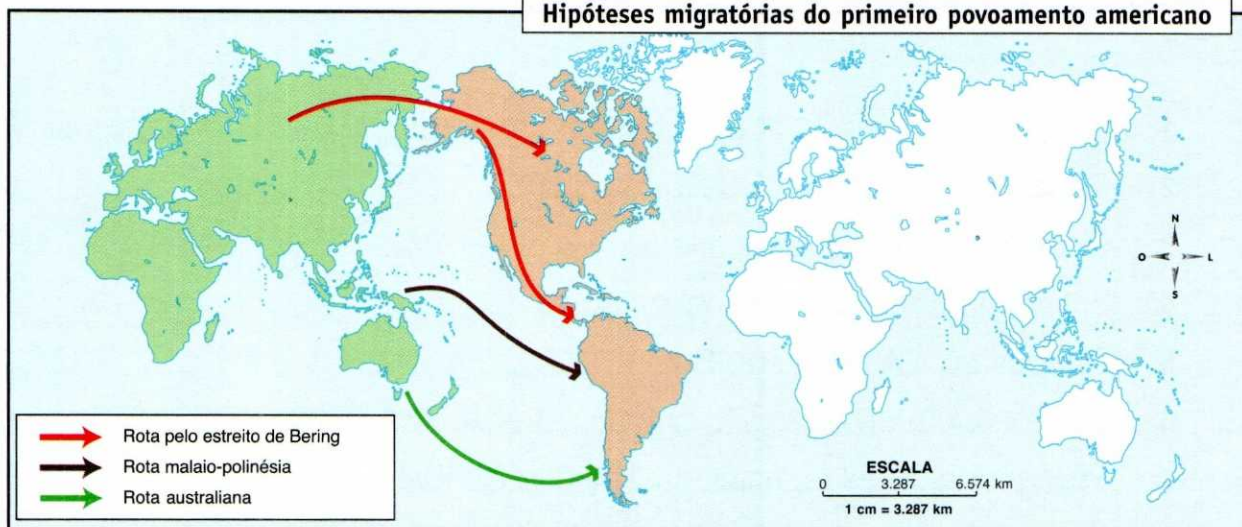 Hipóteses migratórias do primeiro povoamento americano
N
O L
S
Rota pelo estreito de Bering
Rota malaio-polinésia
Rota australiana
ESCALA
0 3.287 6.574 km
1 cm = 3.287 km